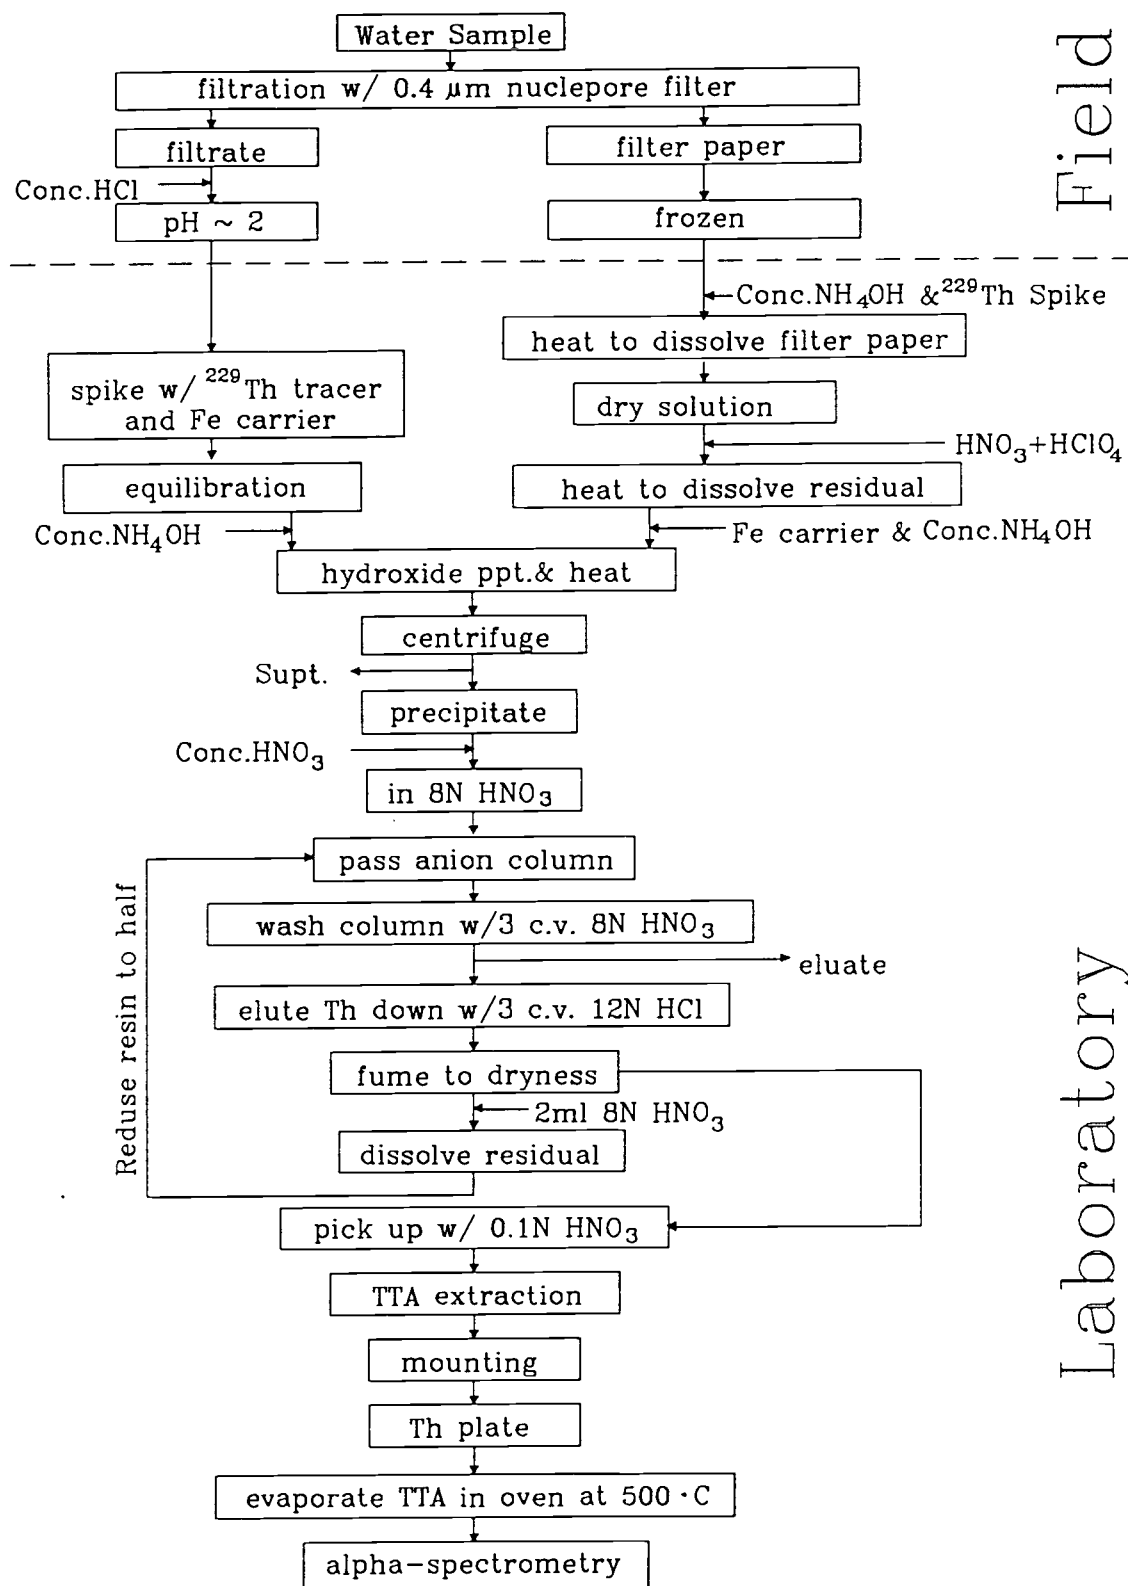 Water Sample
filtration w/ 0.4 μm nuclepore filter
filtrate
filter paper
Conc.HCl
pH ~ 2
frozen
Field
Conc.NH₄OH & ²²⁹Th Spike
heat to dissolve filter paper
spike w/ ²²⁹Th tracer
and Fe carrier
dry solution
HNO₃+HClO₄
equilibration
heat to dissolve residual
Conc.NH₄OH
Fe carrier & Conc.NH₄OH
hydroxide ppt.& heat
centrifuge
Supt.
precipitate
Conc.HNO₃
in 8N HNO₃
pass anion column
wash column w/3 c.v. 8N HNO₃
eluate
elute Th down w/3 c.v. 12N HCl
fume to dryness
2ml 8N HNO₃
dissolve residual
Reduse resin to half
pick up w/ 0.1N HNO₃
TTA extraction
mounting
Th plate
evaporate TTA in oven at 500 · C
alpha-spectrometry
Laboratory